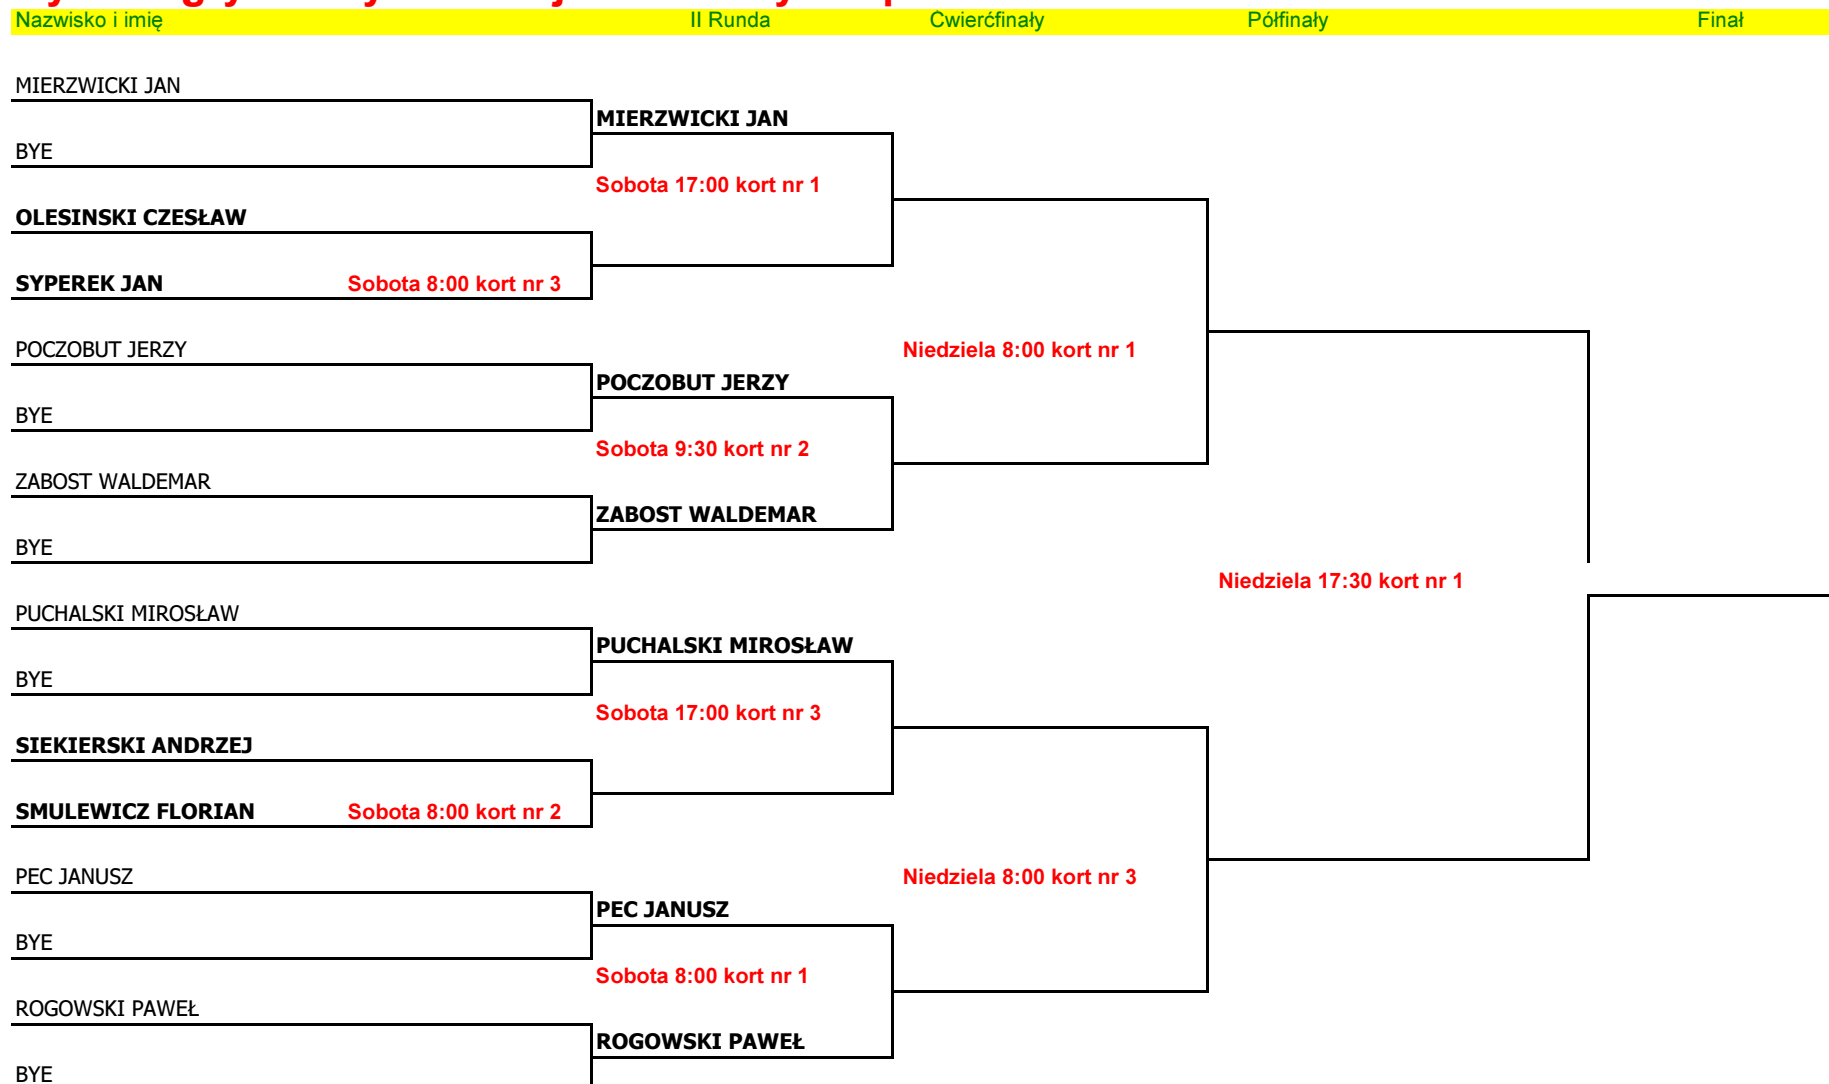 Nazwisko i imię II Runda Ćwierćfinały Półfinały Finał
MIERZWICKI JAN
MIERZWICKI JAN
BYE
Sobota 17:00 kort nr 1
OLESINSKI CZESŁAW
SYPEREK JAN Sobota 8:00 kort nr 3
POCZOBUT JERZY Niedziela 8:00 kort nr 1
POCZOBUT JERZY
BYE
Sobota 9:30 kort nr 2
ZABOST WALDEMAR
ZABOST WALDEMAR
BYE
Niedziela 17:30 kort nr 1
PUCHALSKI MIROSŁAW
PUCHALSKI MIROSŁAW
BYE
Sobota 17:00 kort nr 3
SIEKIERSKI ANDRZEJ
SMULEWICZ FLORIAN Sobota 8:00 kort nr 2
PEC JANUSZ Niedziela 8:00 kort nr 3
PEC JANUSZ
BYE
Sobota 8:00 kort nr 1
ROGOWSKI PAWEŁ
ROGOWSKI PAWEŁ
BYE